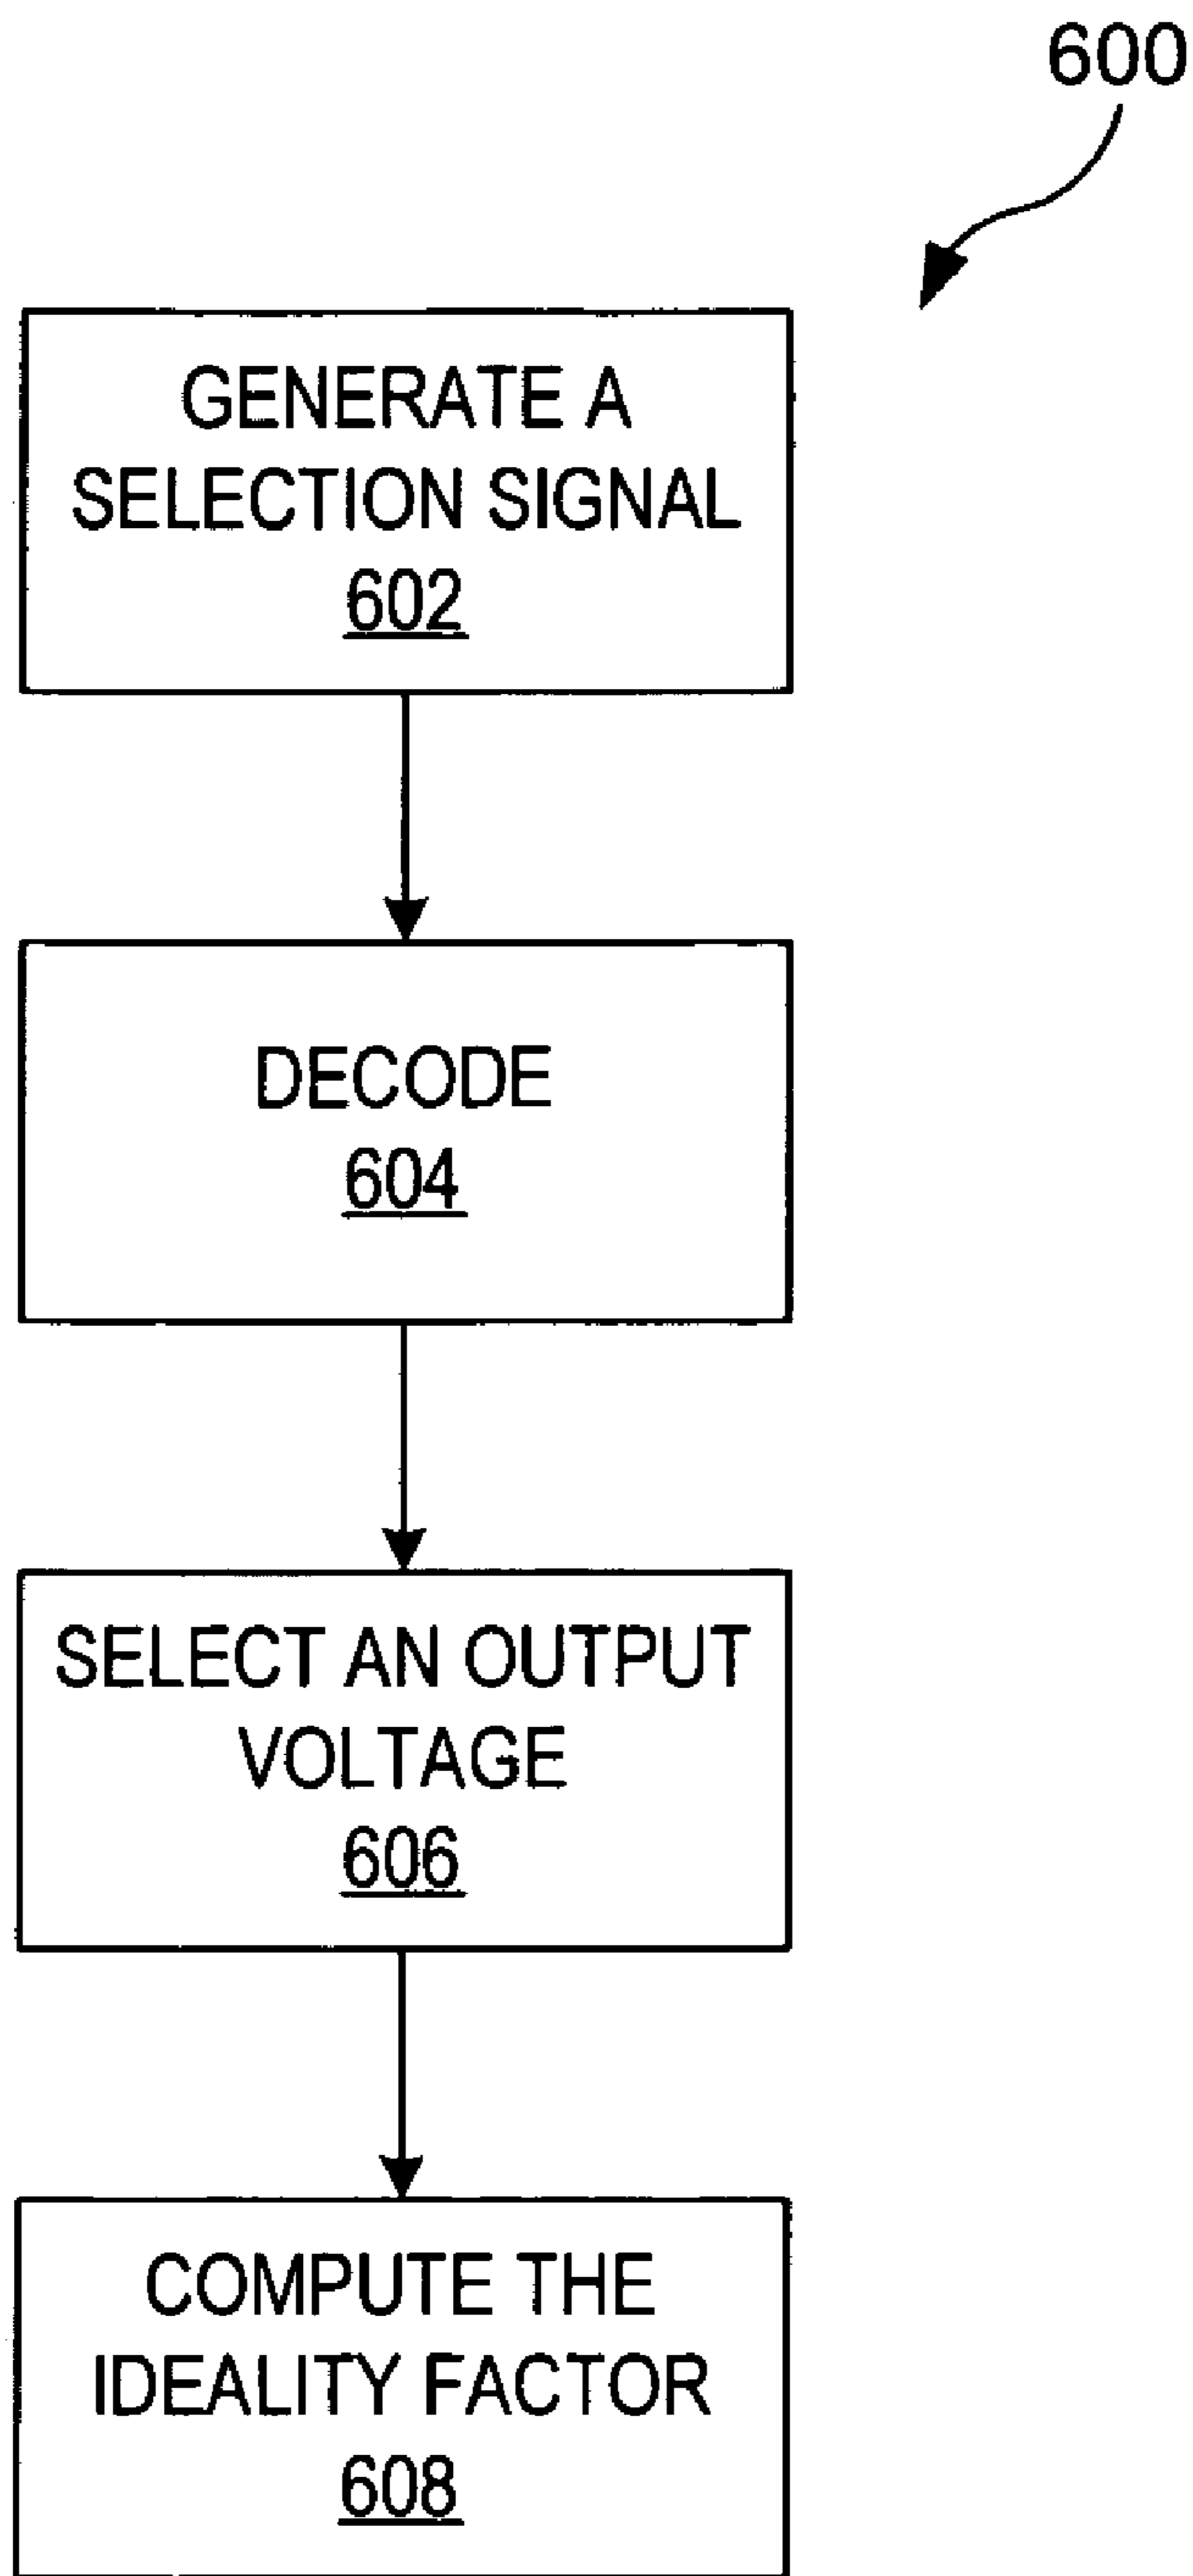 600
GENERATE A
SELECTION SIGNAL
602
DECODE
604
SELECT AN OUTPUT
VOLTAGE
606
COMPUTE THE
IDEALITY FACTOR
608